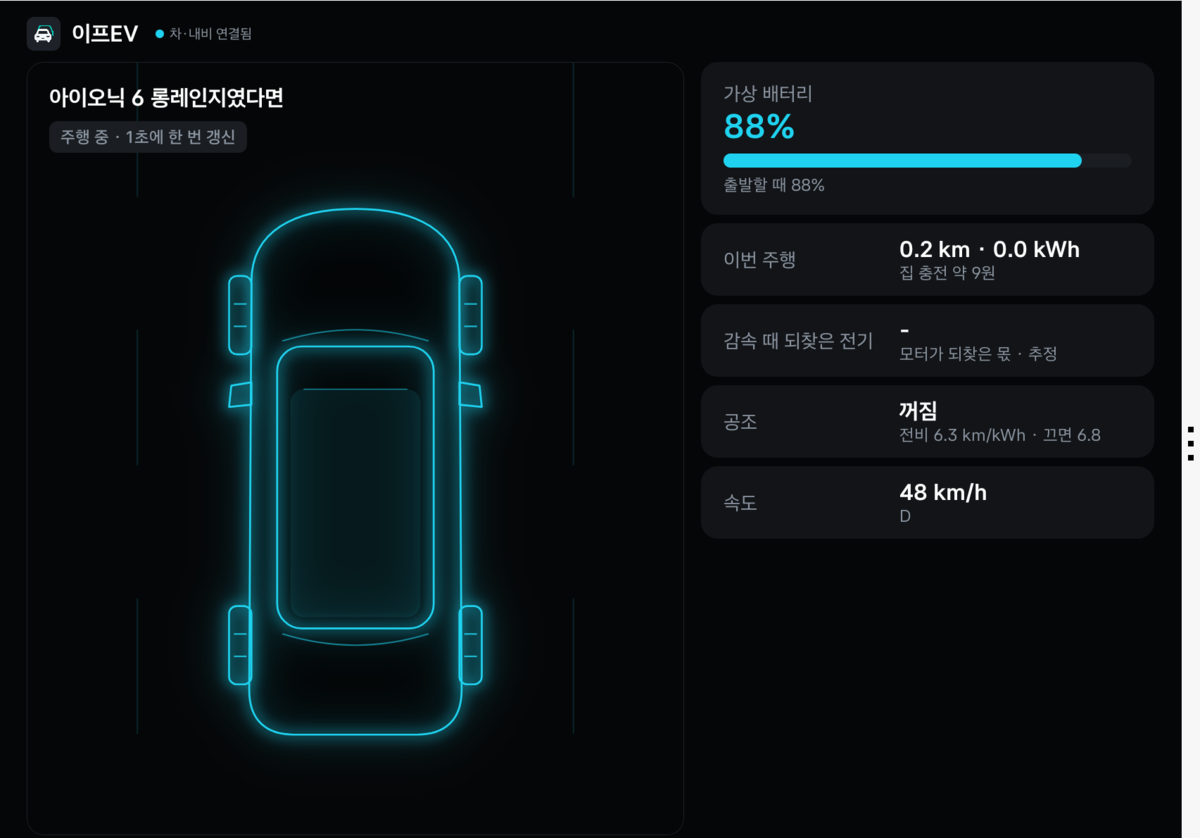 이프EV
차·내비 연결됨
아이오닉 6 롱레인지였다면
주행 중 · 1초에 한 번 갱신
가상 배터리
88%
출발할 때 88%
이번 주행
0.2 km · 0.0 kWh
집 충전 약 9원
감속 때 되찾은 전기
-
모터가 되찾은 몫 · 추정
공조
꺼짐
전비 6.3 km/kWh · 끄면 6.8
속도
48 km/h
D